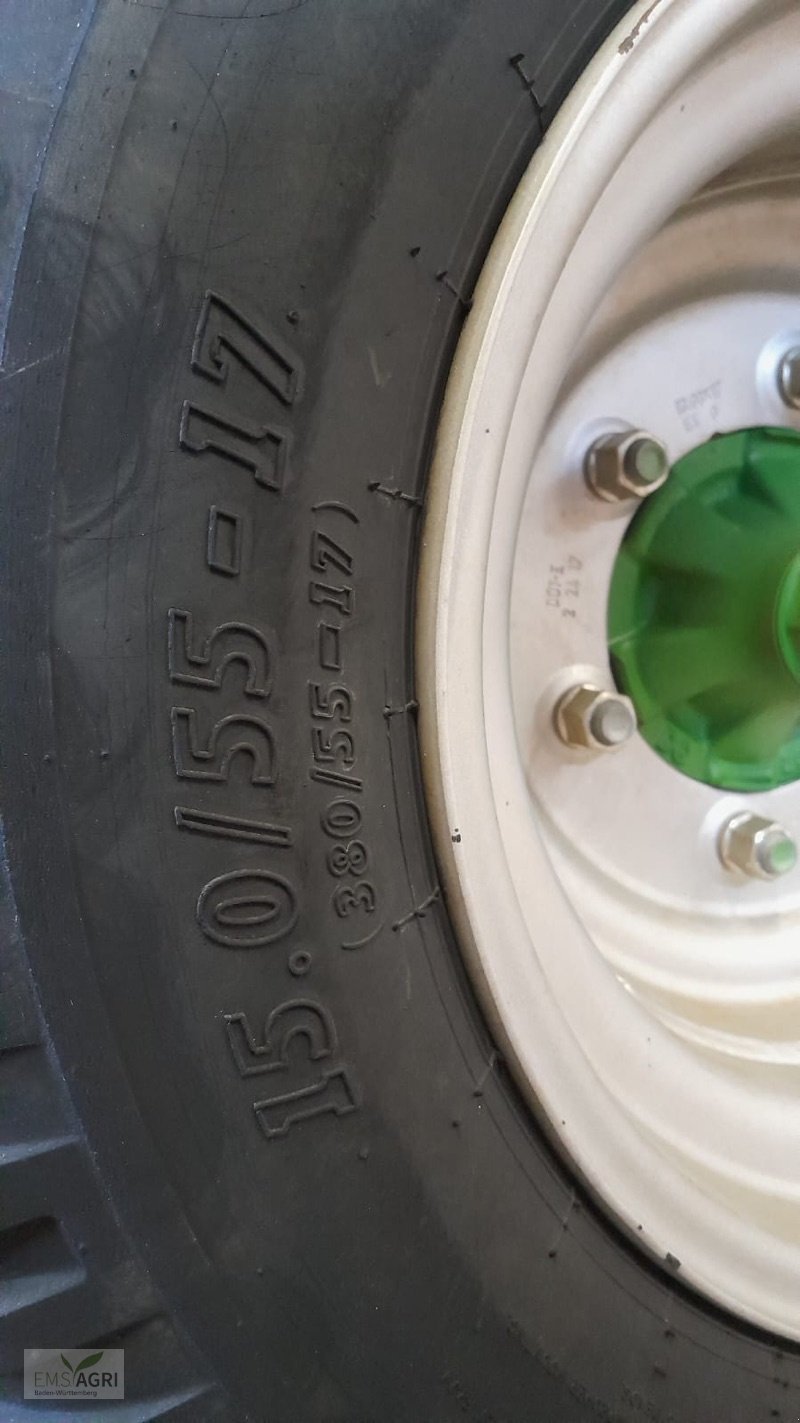 15.0/55-17
(380/55-17)
EMS AGRI
Baden-Württemberg